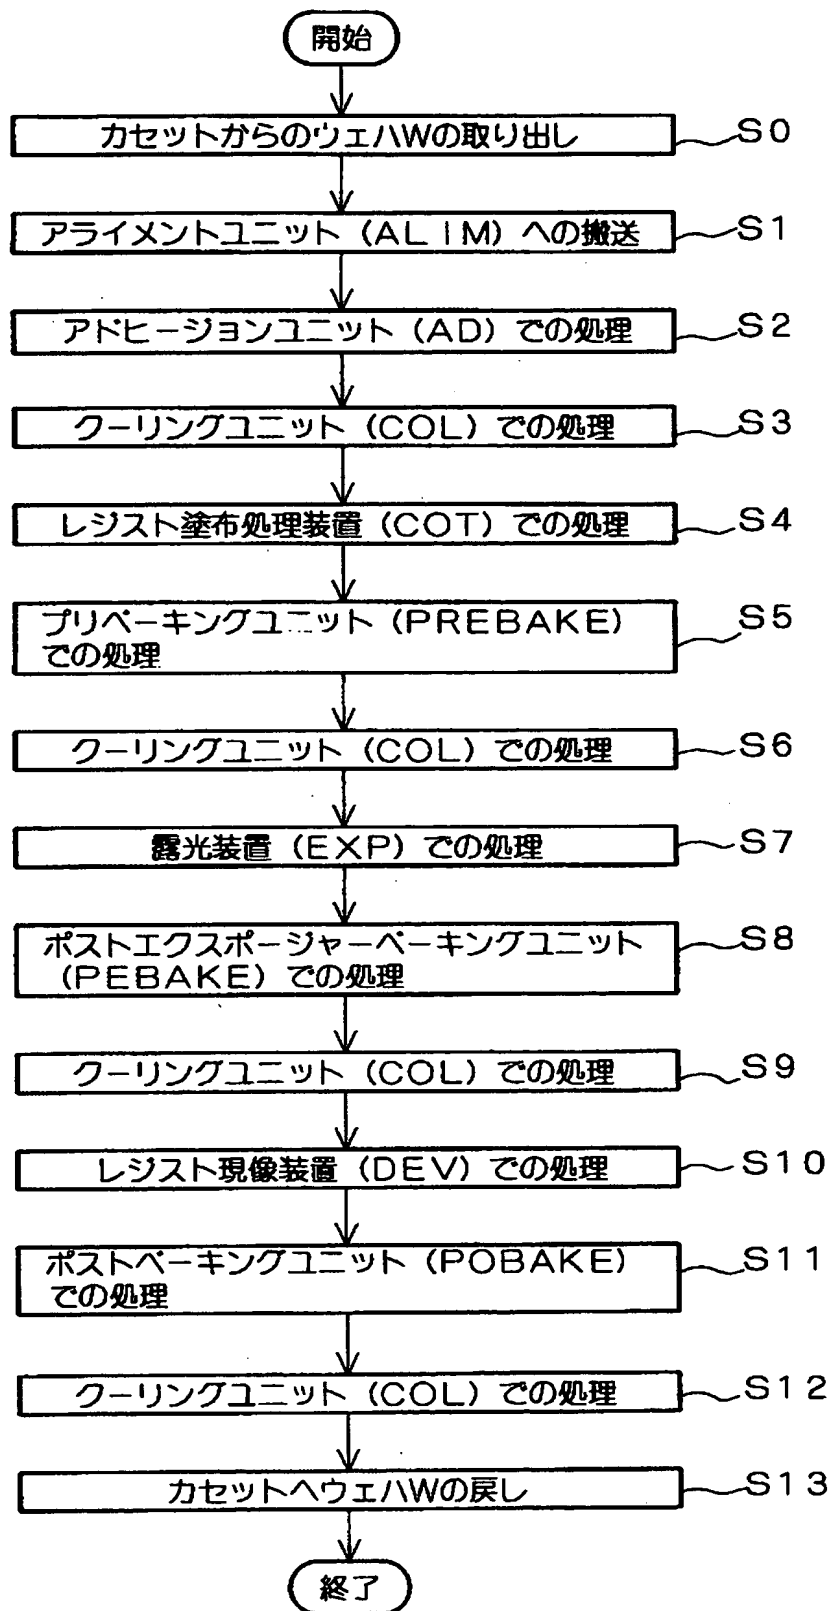 開始
カセットからのウェハWの取り出し S0
アライメントユニット(ALIM)への搬送 S1
アドヒージョンユニット(AD)での処理 S2
クーリングユニット(COL)での処理 S3
レジスト塗布処理装置(COT)での処理 S4
プリベーキングユニット(PREBAKE) S5
での処理
クーリングユニット(COL)での処理 S6
露光装置(EXP)での処理 S7
ポストエクスポージャーベーキングユニット S8
(PEBAKE)での処理
クーリングユニット(COL)での処理 S9
レジスト現像装置(DEV)での処理 S10
ポストベーキングユニット(POBAKE) S11
での処理
クーリングユニット(COL)での処理 S12
カセットへウェハWの戻し S13
終了